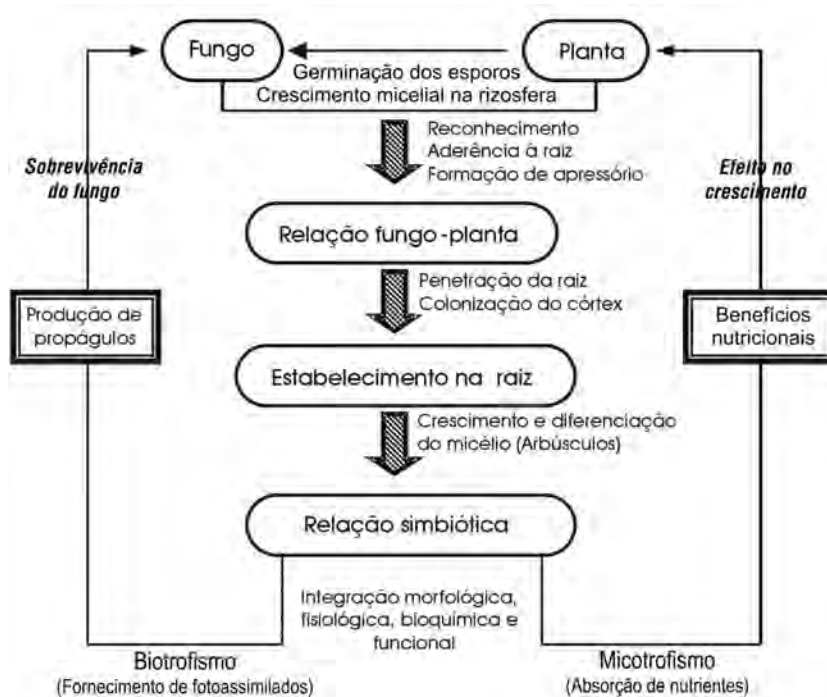 Fungo
Planta
Germinação dos esporos
Crescimento micelial na rizosfera
Reconhecimento
Aderência à raiz
Formação de apressório
Sobrevivência
do fungo
Efeito no
crescimento
Relação fungo-planta
Penetração da raiz
Colonização do córtex
Produção de
propágulos
Benefícios
nutricionais
Estabelecimento na raiz
Crescimento e diferenciação
do micélio (Arbúsculos)
Relação simbiótica
Integração morfológica,
fisiológica, bioquímica e
funcional
Biotrofismo
(Fornecimento de fotoassimilados)
Micotrofismo
(Absorção de nutrientes)